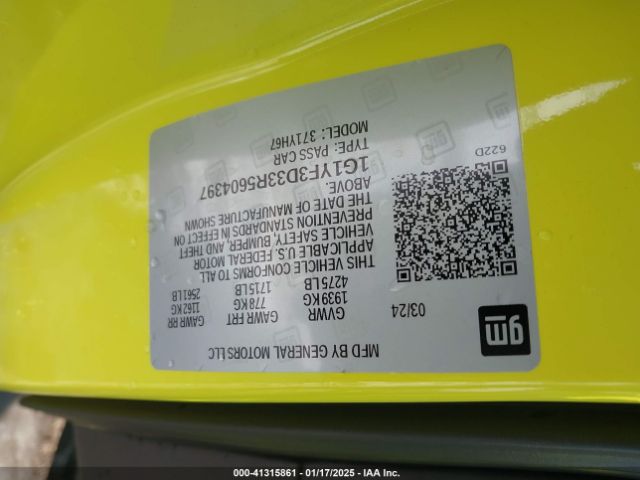 MFD BY GENERAL MOTORS LLC
GVWR GAWR FRT GAWR RR
1939 KG 778 KG 1162 KG
4275 LB 1715 LB 2561 LB
THIS VEHICLE CONFORMS TO ALL
APPLICABLE U.S. FEDERAL MOTOR
VEHICLE SAFETY, BUMPER, AND THEFT
PREVENTION STANDARDS IN EFFECT ON
THE DATE OF MANUFACTURE SHOWN
ABOVE.
1G1YF3D33R5604397
TYPE: PASS CAR
MODEL: 371YH67
gm
03/24
622D
000-41315861 - 01/17/2025 - IAA Inc.